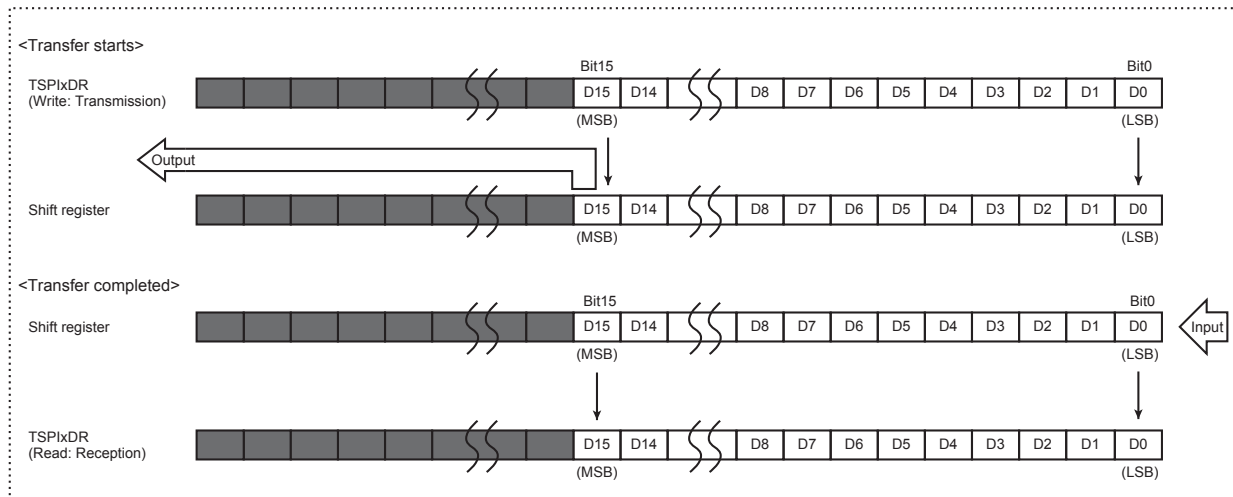 <Transfer starts>
Bit15 Bit0
TSPIxDR
(Write: Transmission)
D15 D14 D8 D7 D6 D5 D4 D3 D2 D1 D0
(MSB) (LSB)
Output
Shift register
D15 D14 D8 D7 D6 D5 D4 D3 D2 D1 D0
(MSB) (LSB)
<Transfer completed>
Bit15 Bit0
Shift register
D15 D14 D8 D7 D6 D5 D4 D3 D2 D1 D0
Input
(MSB) (LSB)
TSPIxDR
(Read: Reception)
D15 D14 D8 D7 D6 D5 D4 D3 D2 D1 D0
(MSB) (LSB)